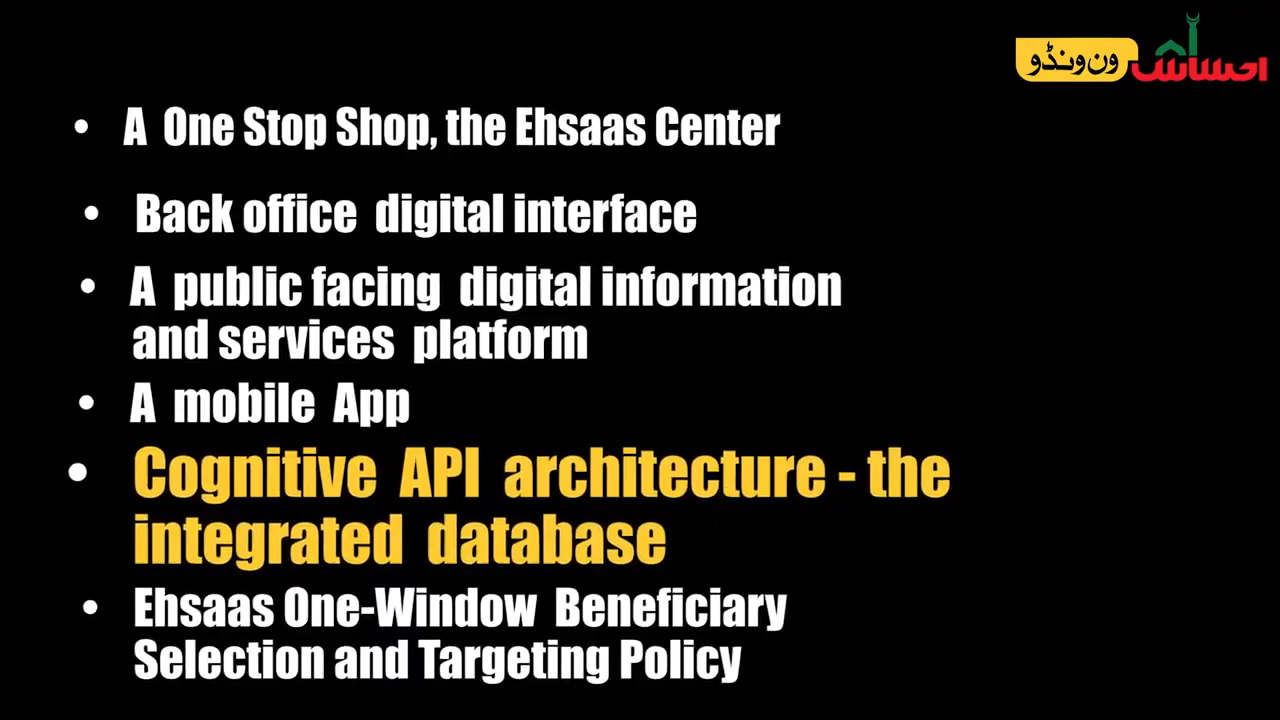 احساس ون ونڈو
• A One Stop Shop, the Ehsaas Center
• Back office digital interface
• A public facing digital information
and services platform
• A mobile App
• Cognitive API architecture - the
integrated database
• Ehsaas One-Window Beneficiary
Selection and Targeting Policy